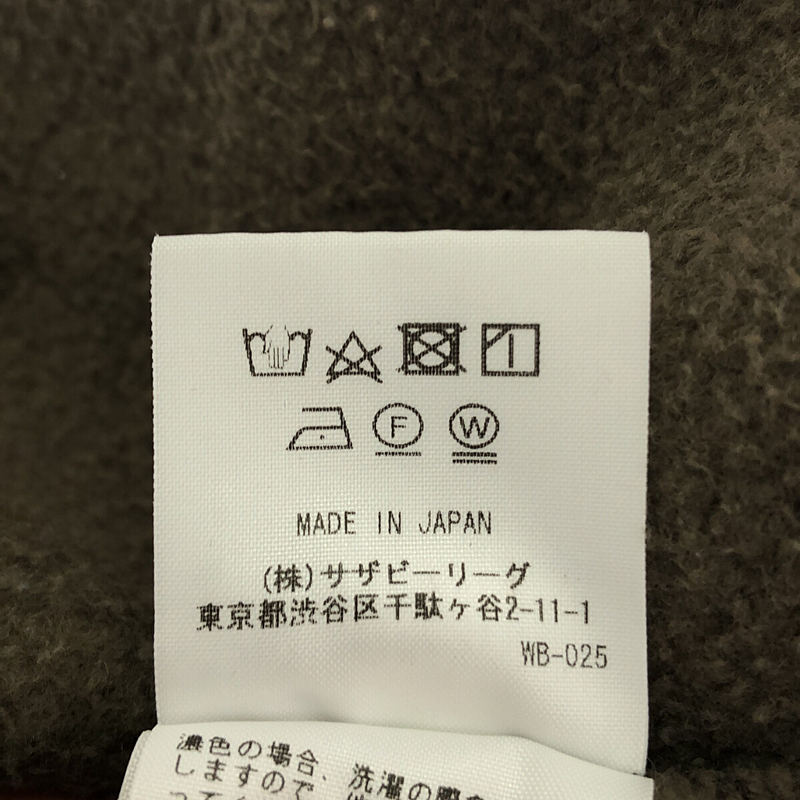 F W
MADE IN JAPAN
(株)サザビーリーグ
東京都渋谷区千駄ヶ谷2-11-1
WB-025
濃色の場合、
しますので
洗濯の際